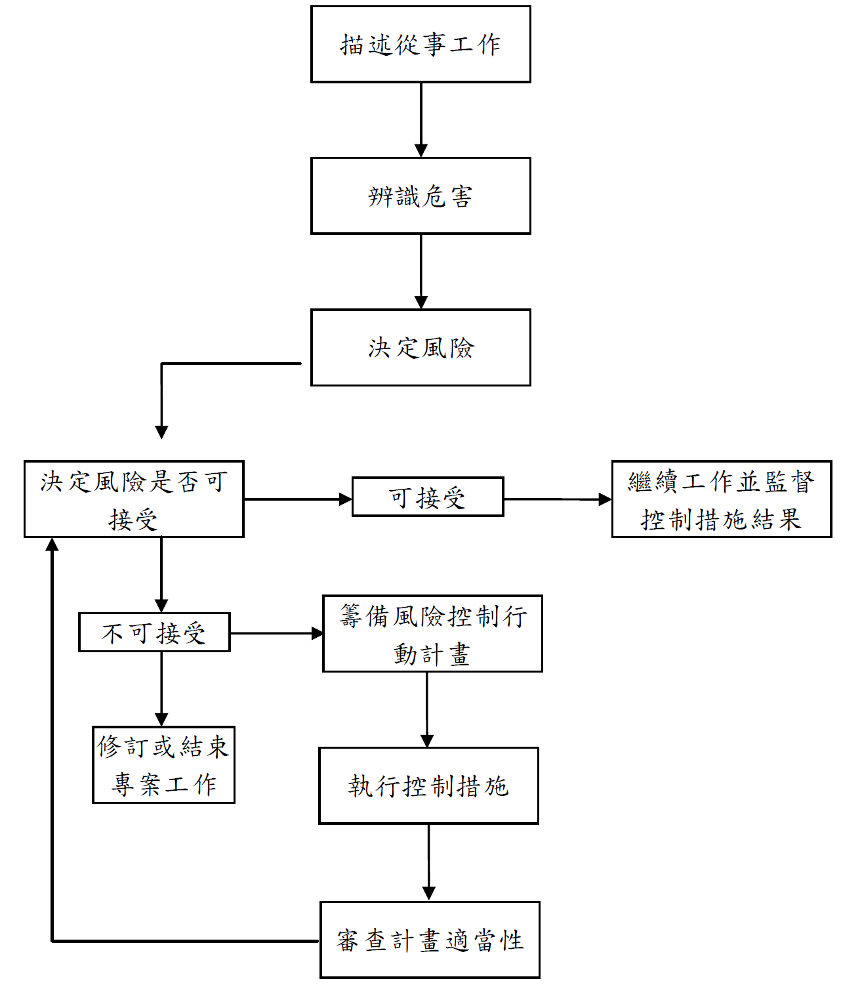 描述從事工作
辨識危害
決定風險
決定風險是否可
接受
可接受
繼續工作並監督
控制措施結果
不可接受
籌備風險控制行
動計畫
修訂或結束
專案工作
執行控制措施
審查計畫適當性